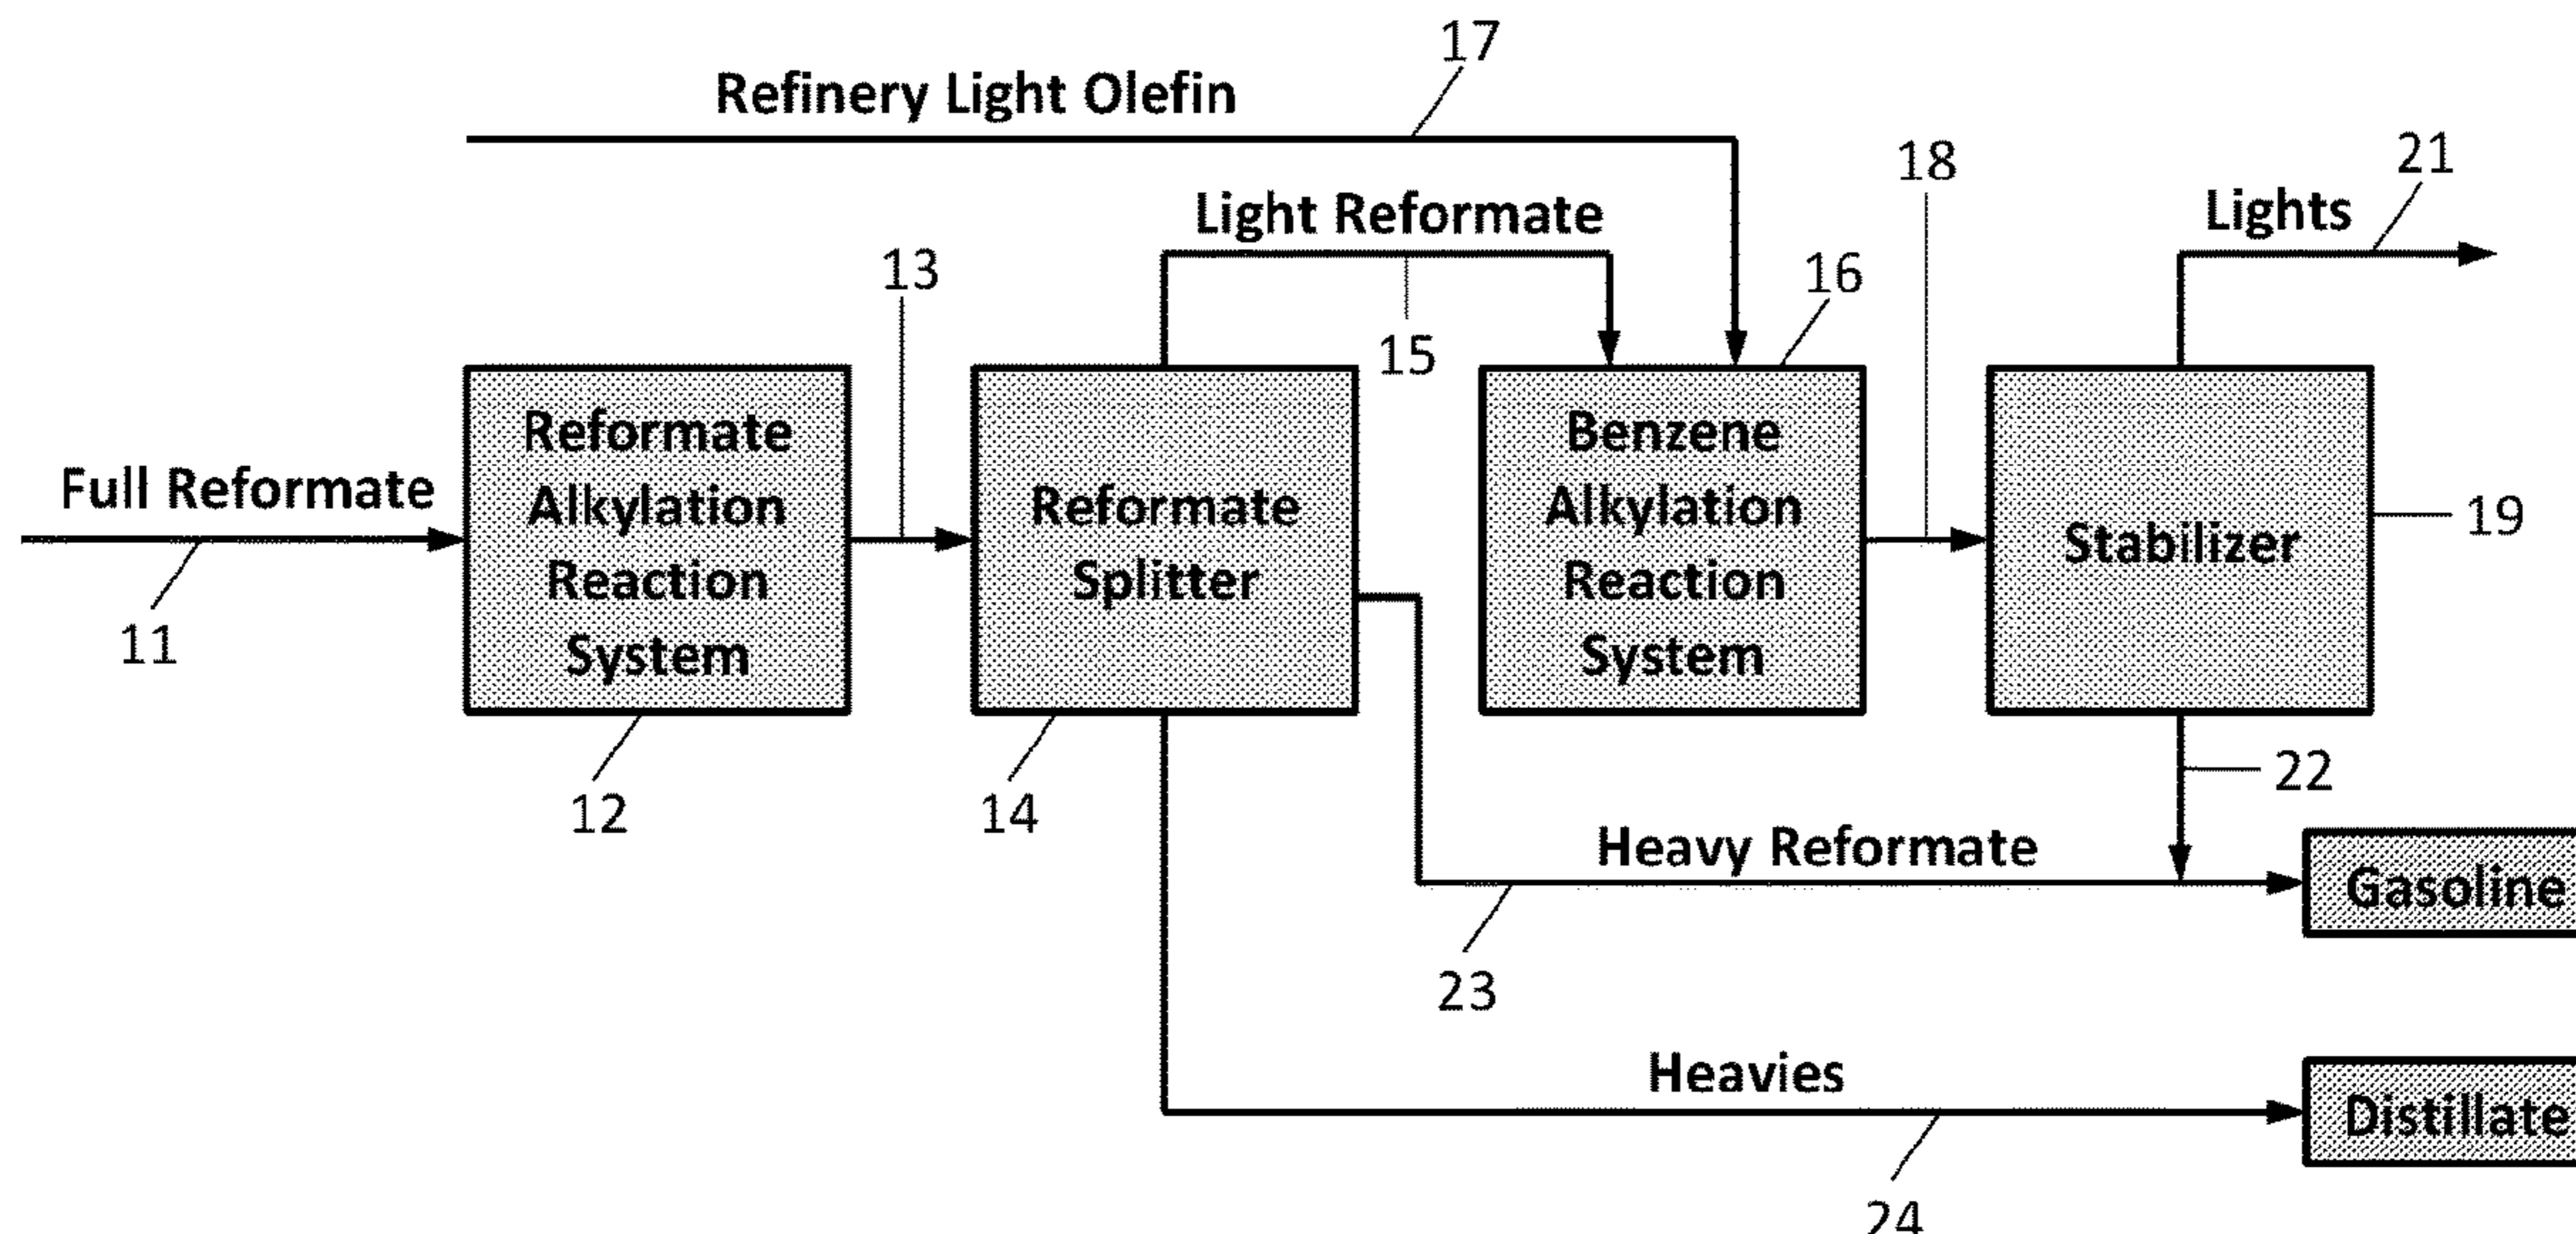 17
Refinery Light Olefin
18
21
Light Reformate
Lights
13
16
15
Reformate
Alkylation
Reaction
System
Reformate
Splitter
Benzene
Alkylation
Reaction
System
Stabilizer
Full Reformate
19
11
22
12
14
Heavy Reformate
Gasoline
23
Heavies
Distillate
24